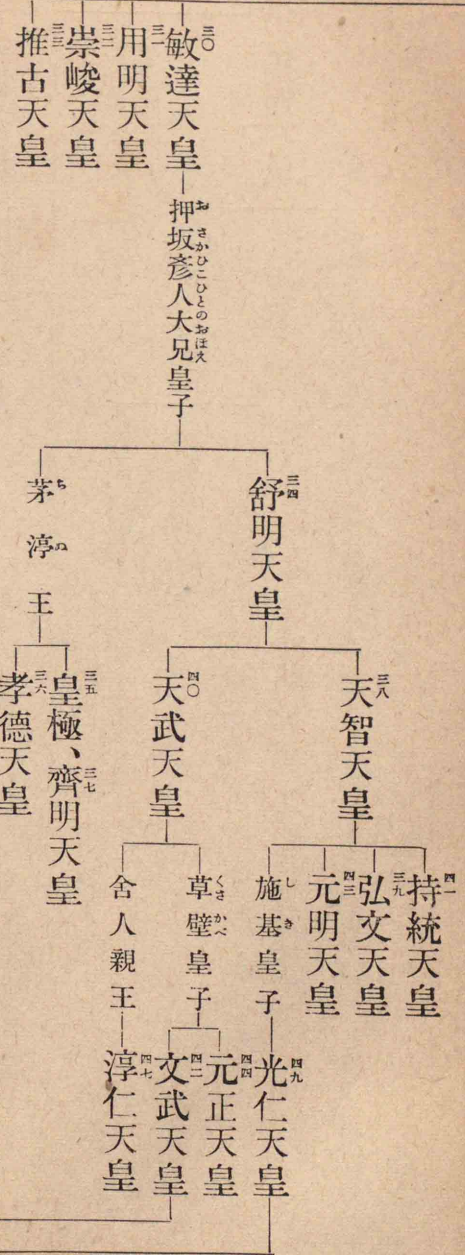 三〇 敏達天皇
押坂彥人大兄皇子
おさかひこひとのおほえ
三一 用明天皇
三二 崇峻天皇
三三 推古天皇
三四 舒明天皇
茅渟王
ちぬ
三八 天智天皇
四〇 天武天皇
三五 皇極、三七 齊明天皇
三六 孝德天皇
四一 持統天皇
三九 弘文天皇
四三 元明天皇
施基皇子
しき
草壁皇子
くさかべ
舍人親王
四九 光仁天皇
四四 元正天皇
四二 文武天皇
四七 淳仁天皇